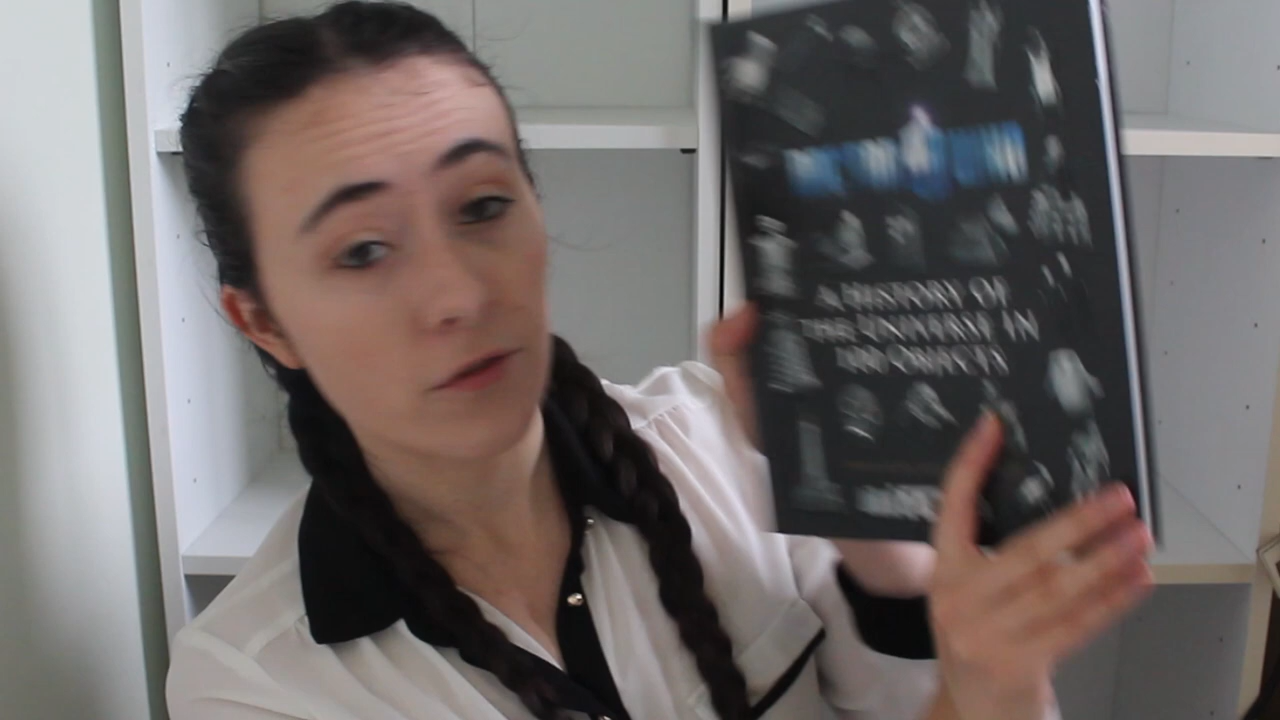 DOCTOR WHO
A HISTORY OF
THE UNIVERSE IN
100 OBJECTS